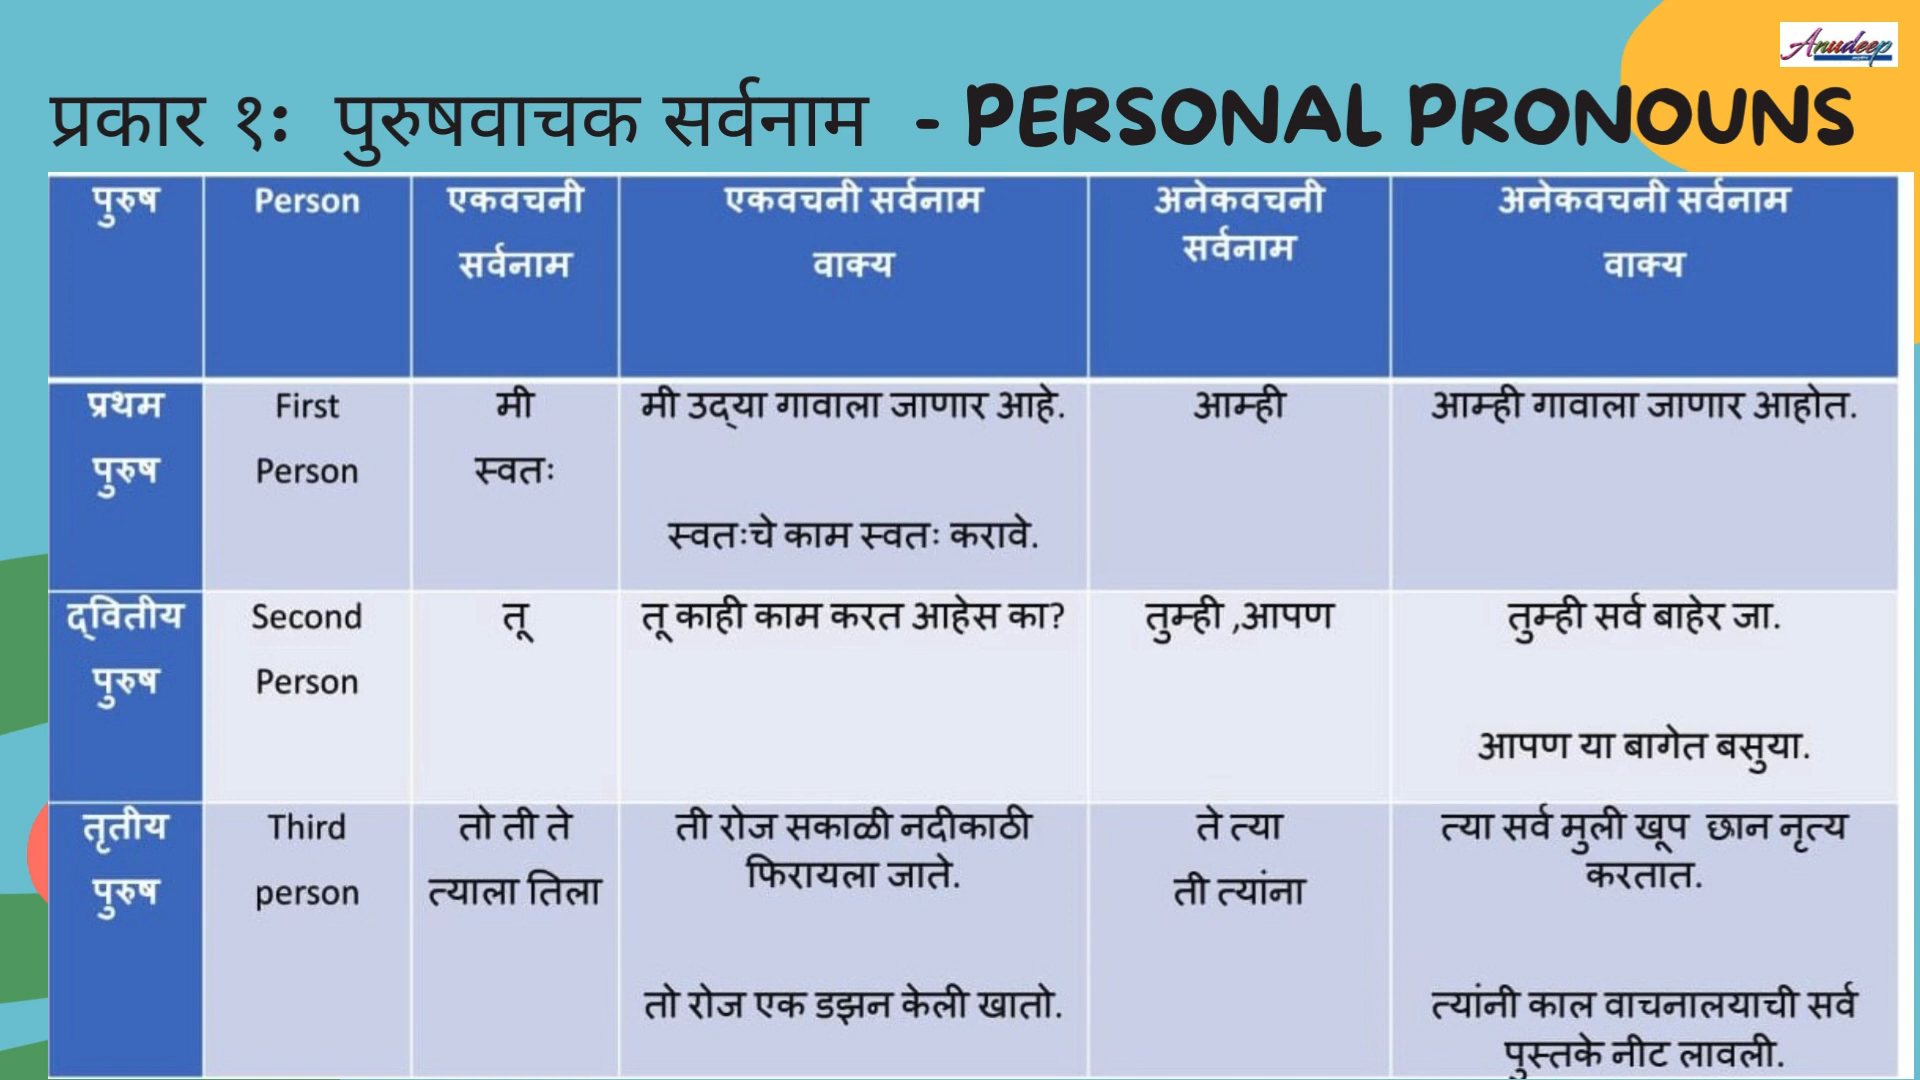 Anudeep
प्रकार १: पुरुषवाचक सर्वनाम - PERSONAL PRONOUNS
पुरुष Person एकवचनी सर्वनाम एकवचनी सर्वनाम वाक्य अनेकवचनी सर्वनाम अनेकवचनी सर्वनाम वाक्य
प्रथम पुरुष First Person मी स्वतः मी उद्या गावाला जाणार आहे. स्वतःचे काम स्वतः करावे. आम्ही आम्ही गावाला जाणार आहोत.
द्वितीय पुरुष Second Person तू तू काही काम करत आहेस का? तुम्ही ,आपण तुम्ही सर्व बाहेर जा. आपण या बागेत बसुया.
तृतीय पुरुष Third person तो ती ते त्याला तिला ती रोज सकाळी नदीकाठी फिरायला जाते. तो रोज एक डझन केली खातो. ते त्या ती त्यांना त्या सर्व मुली खूप छान नृत्य करतात. त्यांनी काल वाचनालयाची सर्व पुस्तके नीट लावली.